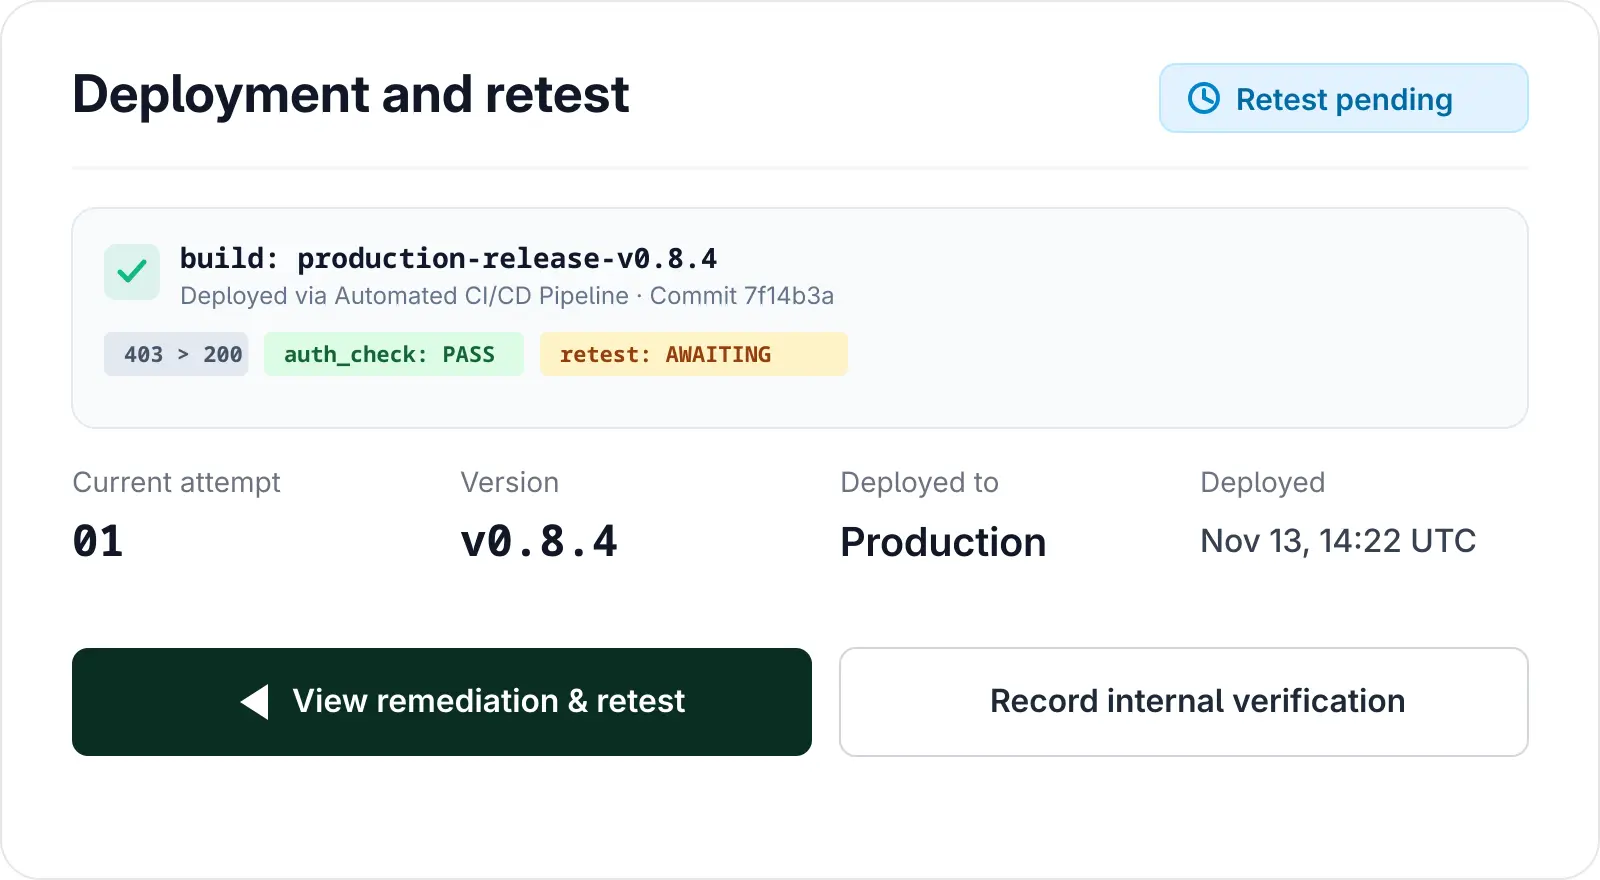 Deployment and retest
Retest pending
build: production-release-v0.8.4
Deployed via Automated CI/CD Pipeline · Commit 7f14b3a
403 > 200
auth_check: PASS
retest: AWAITING
Current attempt
01
Version
v0.8.4
Deployed to
Production
Deployed
Nov 13, 14:22 UTC
View remediation & retest
Record internal verification